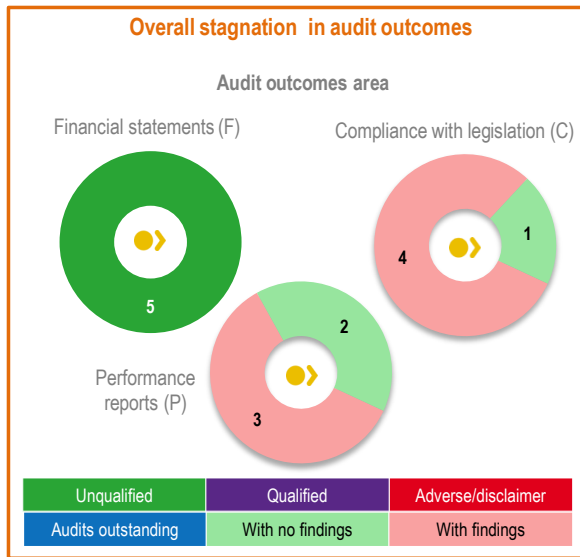 Overall stagnation in audit outcomes
Audit outcomes area
Financial statements (F)
5
Compliance with legislation (C)
4
1
Performance
reports (P)
2
3
Unqualified
Qualified
Adverse/disclaimer
Audits outstanding
With no findings
With findings